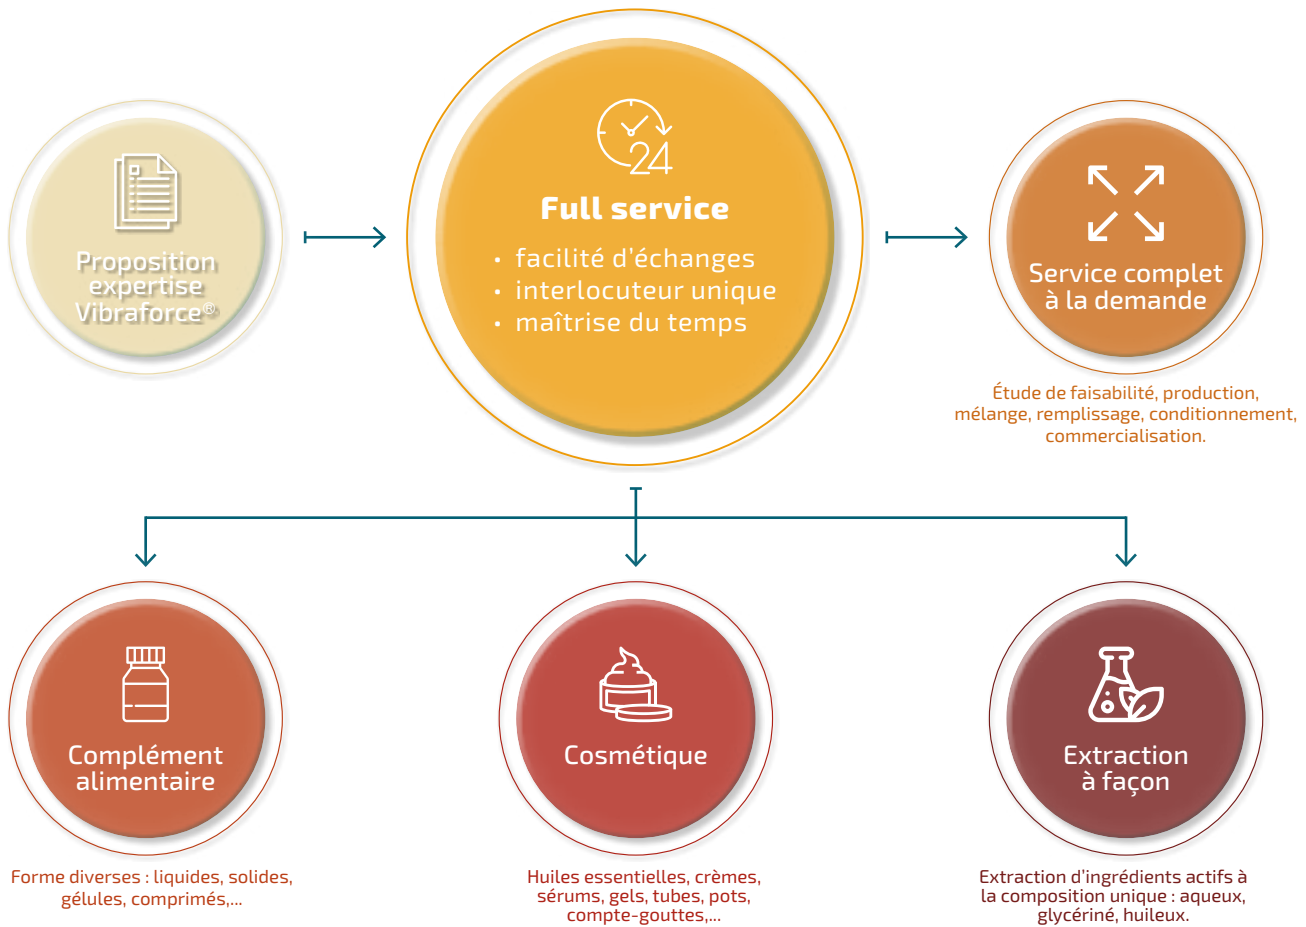 Proposition
expertise
Vibraforce®
24
Full service
• facilité d'échanges
• interlocuteur unique
• maîtrise du temps
Service complet
à la demande
Étude de faisabilité, production,
mélange, remplissage, conditionnement,
commercialisation.
Complément
alimentaire
Forme diverses : liquides, solides,
gélules, comprimés,...
Cosmétique
Huiles essentielles, crèmes,
sérums, gels, tubes, pots,
compte-gouttes,...
Extraction
à façon
Extraction d'ingrédients actifs à
la composition unique : aqueux,
glycériné, huileux.